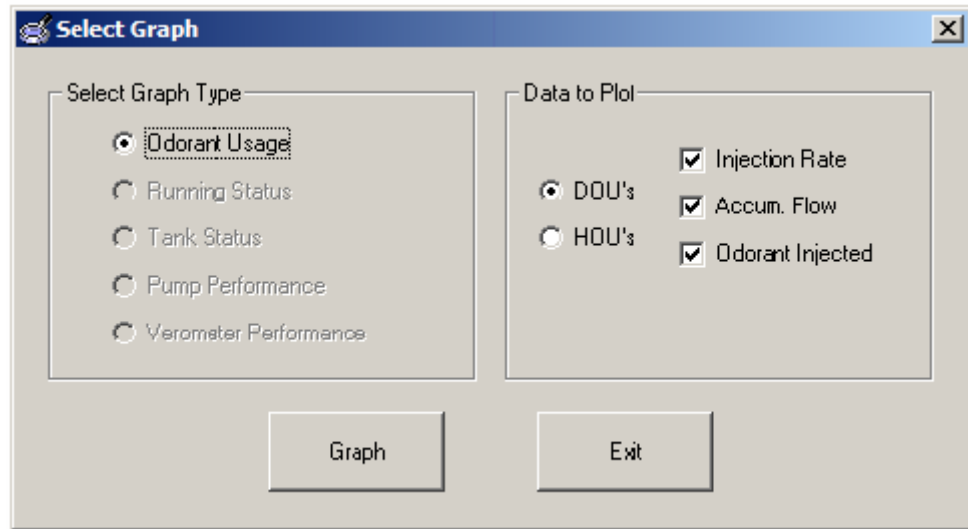 Select Graph
Select Graph Type
Odorant Usage
Running Status
Tank Status
Pump Performance
Verometer Performance
Data to Plot
DOU's
HOU's
Injection Rate
Accum. Flow
Odorant Injected
Graph
Exit